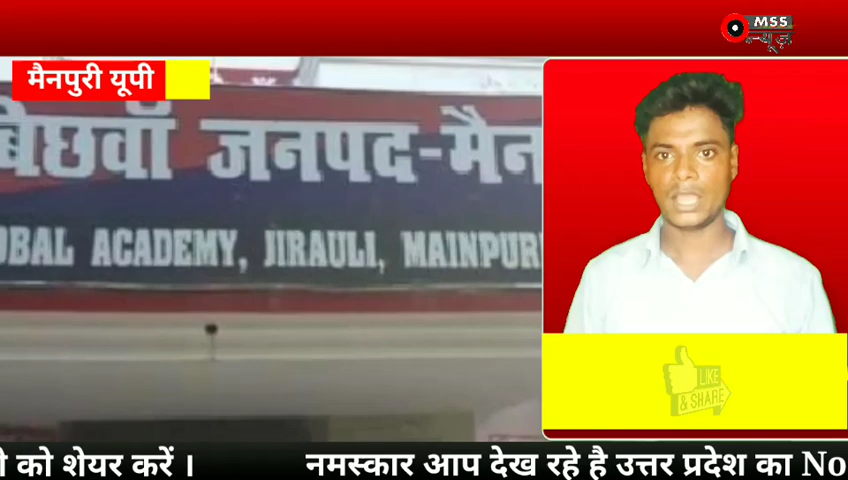 MSS
न्यूज़
मैनपुरी यूपी
बिछवाँ जनपद-मैन
OBAL ACADEMY, JIRAULI, MAINPUR
LIKE
& SHARE
को शेयर करें । नमस्कार आप देख रहे है उत्तर प्रदेश का No